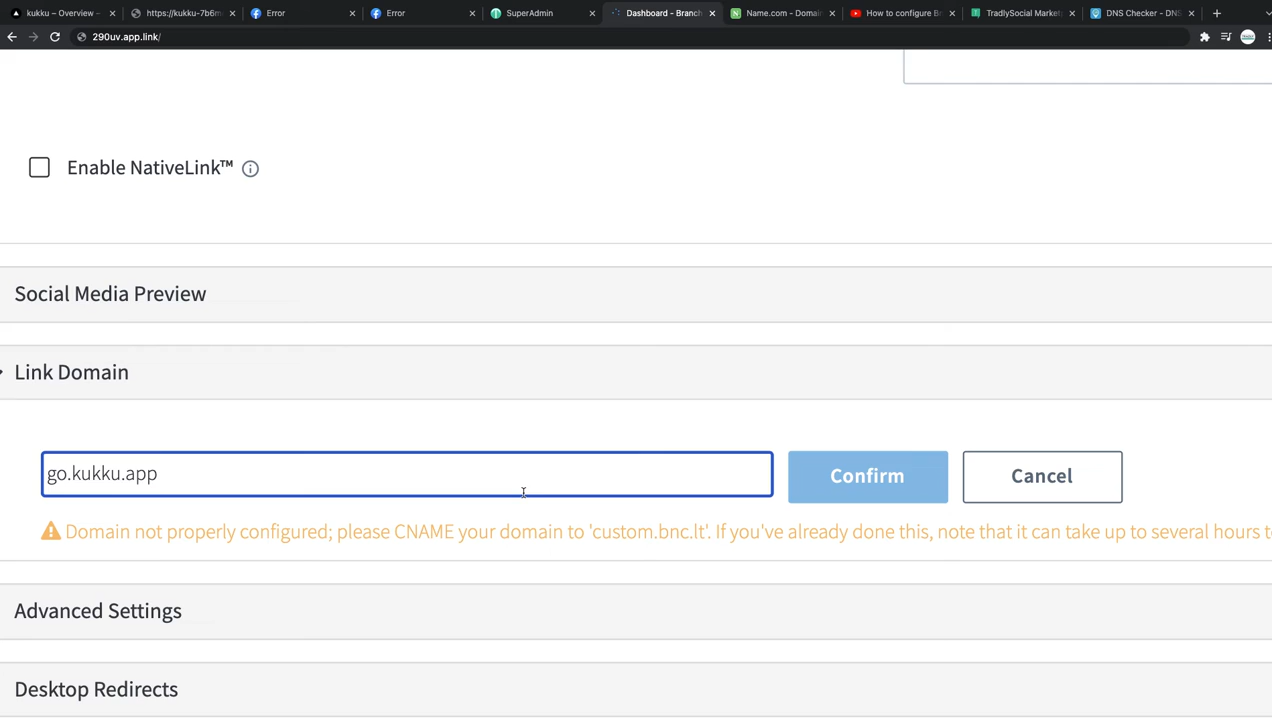 kukku – Overview –
https://kukku-7b6m
Error
Error
SuperAdmin
Dashboard - Branch
Name.com - Domai
How to configure B
TradlySocial Market
DNS Checker - DNS
290uv.app.link/
Enable NativeLink™
Social Media Preview
Link Domain
go.kukku.app
Confirm
Cancel
Domain not properly configured; please CNAME your domain to 'custom.bnc.lt'. If you've already done this, note that it can take up to several hours t
Advanced Settings
Desktop Redirects